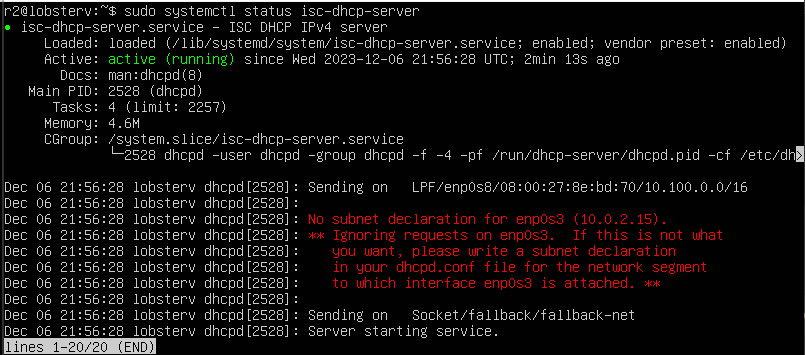 r2@lobsterv:~$ sudo systemctl status isc-dhcp-server
● isc-dhcp-server.service - ISC DHCP IPv4 server
Loaded: loaded (/lib/systemd/system/isc-dhcp-server.service; enabled; vendor preset: enabled)
Active: active (running) since Wed 2023-12-06 21:56:28 UTC; 2min 13s ago
Docs: man:dhcpd(8)
Main PID: 2528 (dhcpd)
Tasks: 4 (limit: 2257)
Memory: 4.6M
CGroup: /system.slice/isc-dhcp-server.service
└─2528 dhcpd -user dhcpd -group dhcpd -f -4 -pf /run/dhcp-server/dhcpd.pid -cf /etc/dh>
Dec 06 21:56:28 lobsterv dhcpd[2528]: Sending on   LPF/enp0s8/08:00:27:8e:bd:70/10.100.0.0/16
Dec 06 21:56:28 lobsterv dhcpd[2528]:
Dec 06 21:56:28 lobsterv dhcpd[2528]: No subnet declaration for enp0s3 (10.0.2.15).
Dec 06 21:56:28 lobsterv dhcpd[2528]: ** Ignoring requests on enp0s3.  If this is not what
Dec 06 21:56:28 lobsterv dhcpd[2528]:    you want, please write a subnet declaration
Dec 06 21:56:28 lobsterv dhcpd[2528]:    in your dhcpd.conf file for the network segment
Dec 06 21:56:28 lobsterv dhcpd[2528]:    to which interface enp0s3 is attached. **
Dec 06 21:56:28 lobsterv dhcpd[2528]:
Dec 06 21:56:28 lobsterv dhcpd[2528]: Sending on   Socket/fallback/fallback-net
Dec 06 21:56:28 lobsterv dhcpd[2528]: Server starting service.
lines 1-20/20 (END)